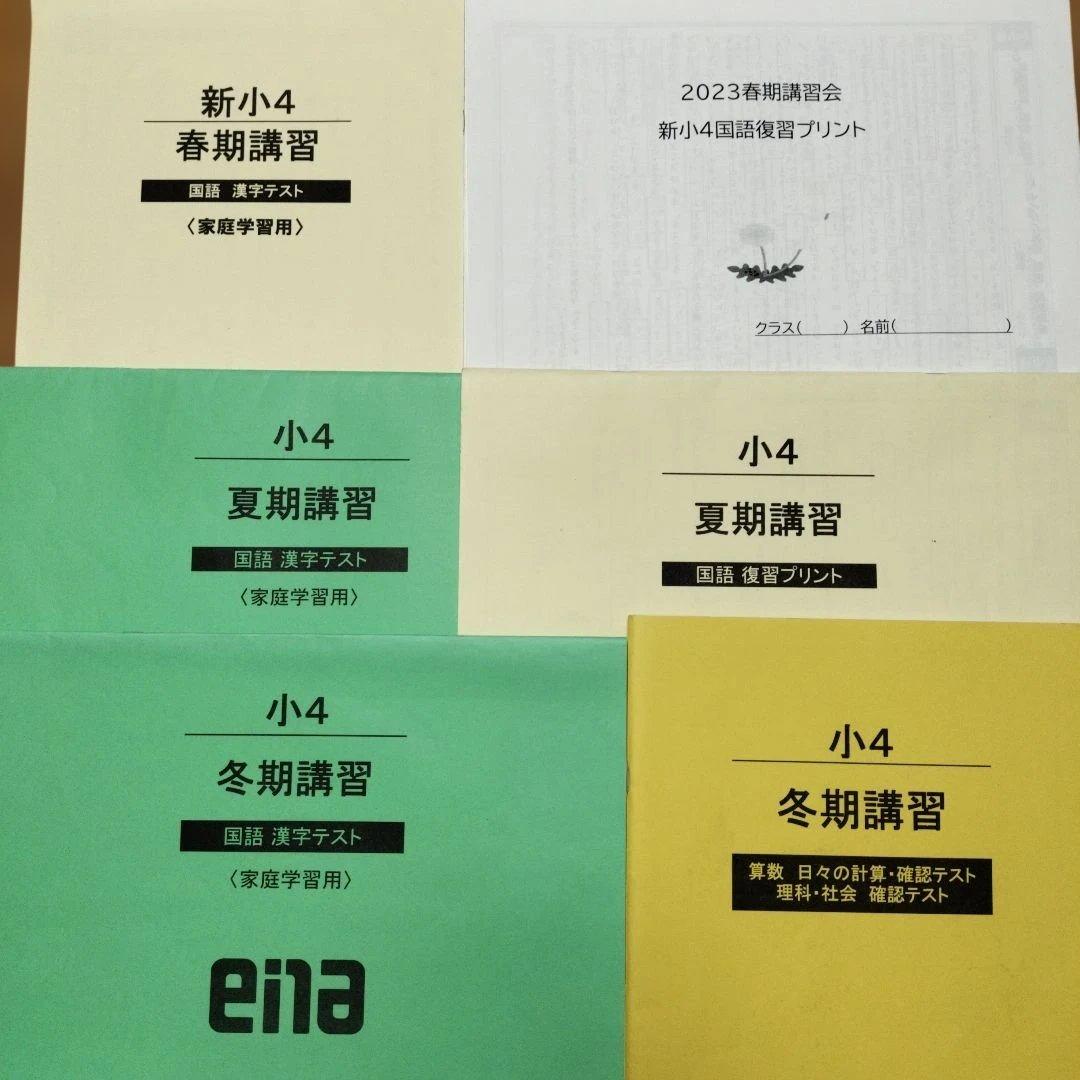 新小4
春期講習
国語 漢字テスト
〈家庭学習用〉
2023春期講習会
新小4国語復習プリント
クラス(　　) 名前(　　　　　)
小4
夏期講習
国語 漢字テスト
〈家庭学習用〉
小4
夏期講習
国語 復習プリント
小4
冬期講習
国語 漢字テスト
〈家庭学習用〉
ena
小4
冬期講習
算数 日々の計算・確認テスト
理科・社会 確認テスト